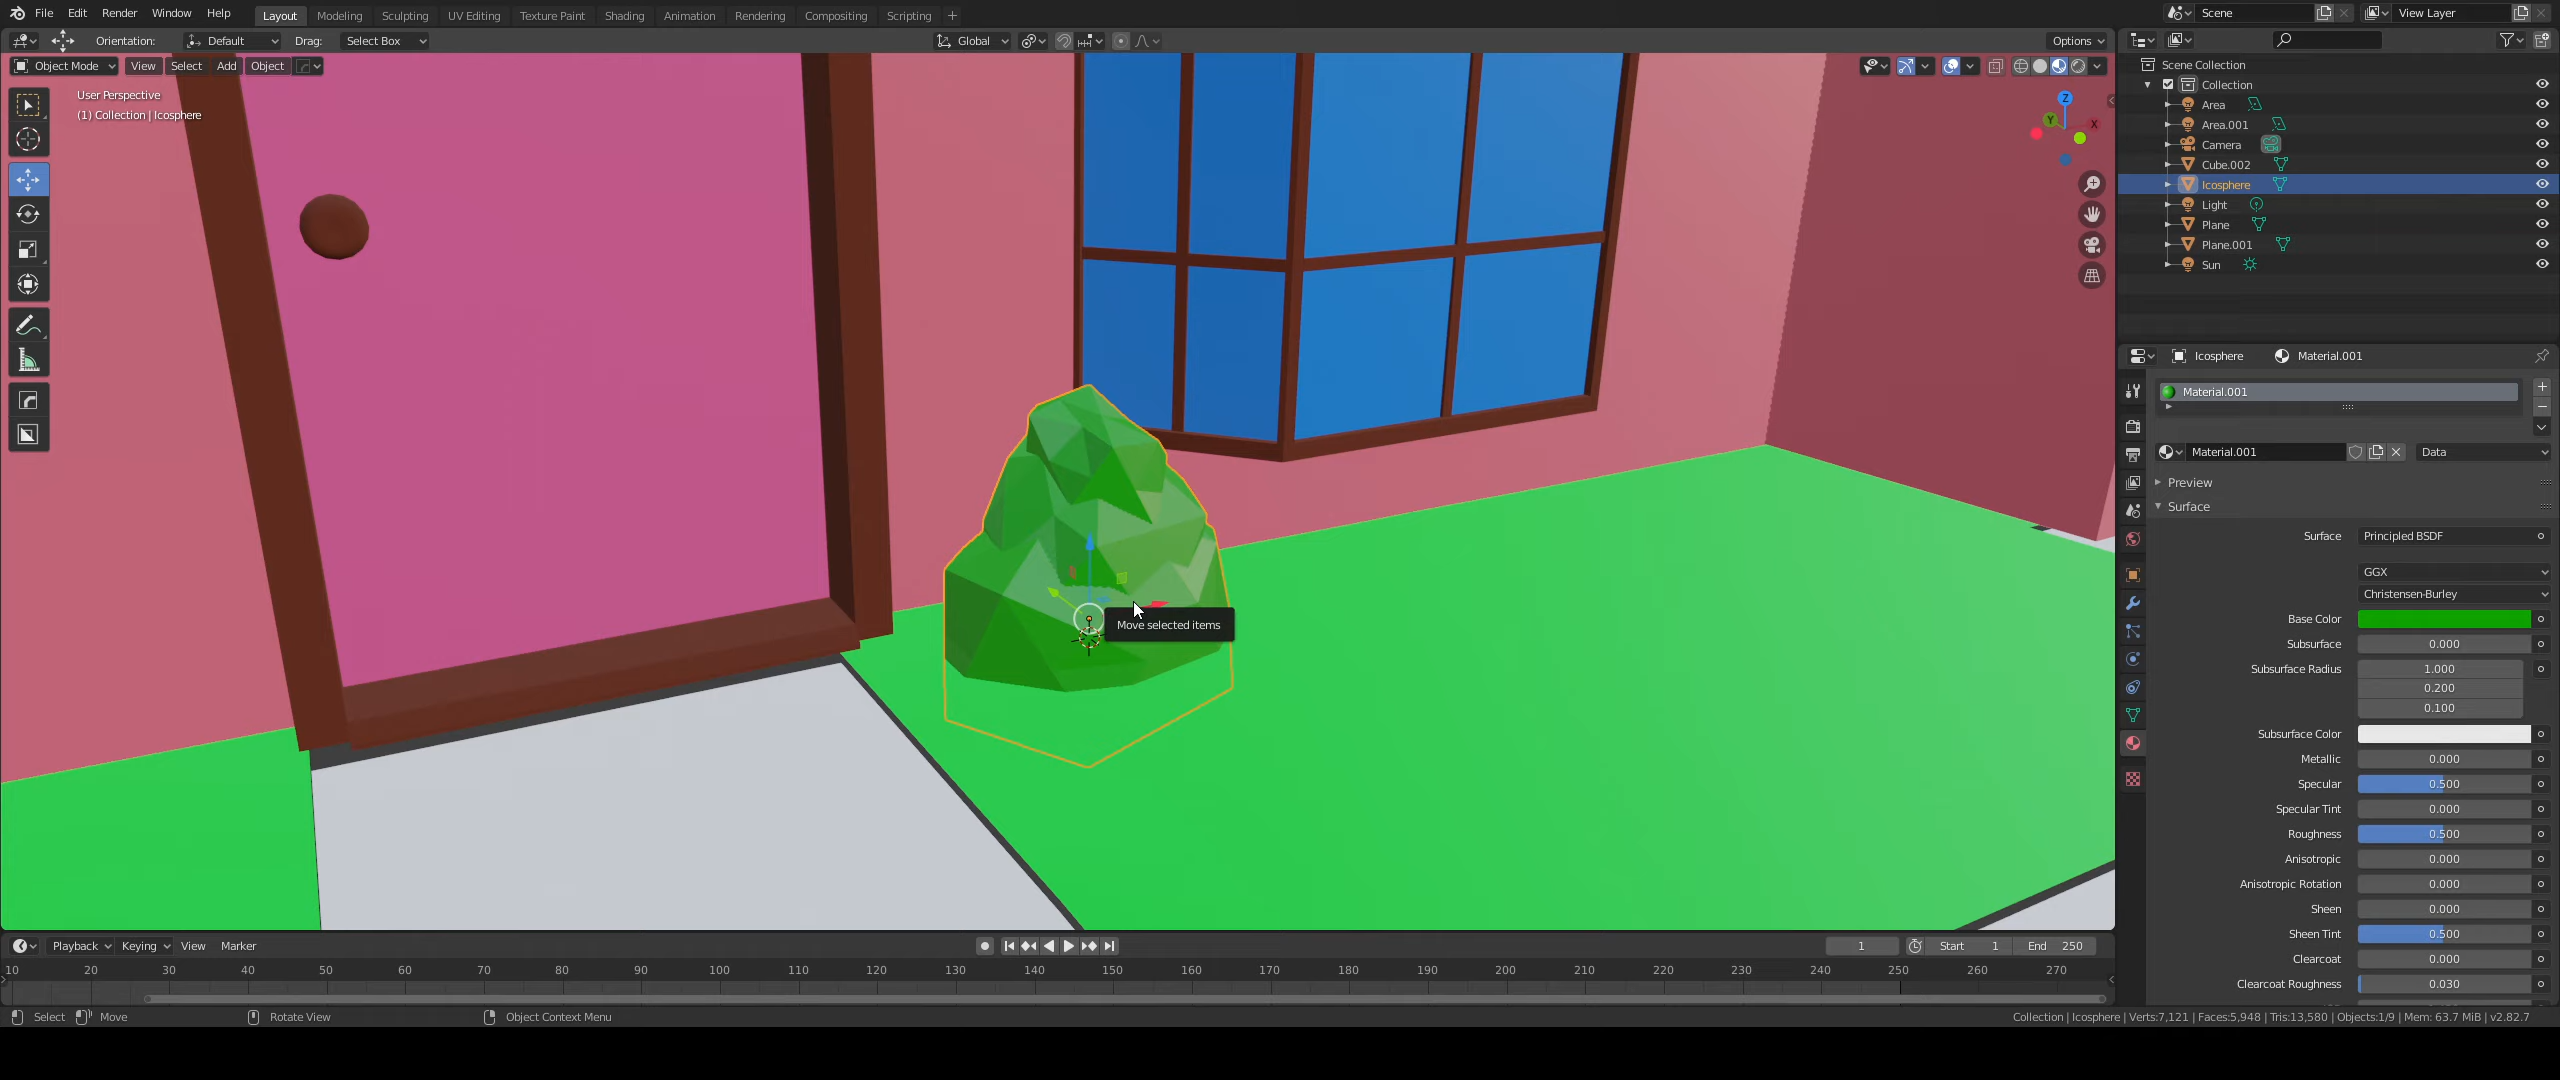 File Edit Render Window Help Layout Modeling Sculpting UV Editing Texture Paint Shading Animation Rendering Compositing Scripting + Scene View Layer
Orientation: Default Drag: Select Box Global Options
Object Mode View Select Add Object
User Perspective
(1) Collection | Icosphere
Z
Y
X
Move selected items
Scene Collection
Collection
Area
Area.001
Camera
Cube.002
Icosphere
Light
Plane
Plane.001
Sun
Icosphere Material.001
Material.001
Material.001 Data
Preview
Surface
Surface Principled BSDF
GGX
Christensen-Burley
Base Color
Subsurface 0.000
Subsurface Radius 1.000
0.200
0.100
Subsurface Color
Metallic 0.000
Specular 0.500
Specular Tint 0.000
Roughness 0.500
Anisotropic 0.000
Anisotropic Rotation 0.000
Sheen 0.000
Sheen Tint 0.500
Clearcoat 0.000
Clearcoat Roughness 0.030
Playback Keying View Marker 1 Start 1 End 250
10 20 30 40 50 60 70 80 90 100 110 120 130 140 150 160 170 180 190 200 210 220 230 240 250 260 270
Select Move Rotate View Object Context Menu Collection | Icosphere | Verts:7,121 | Faces:5,948 | Tris:13,580 | Objects:1/9 | Mem: 63.7 MiB | v2.82.7